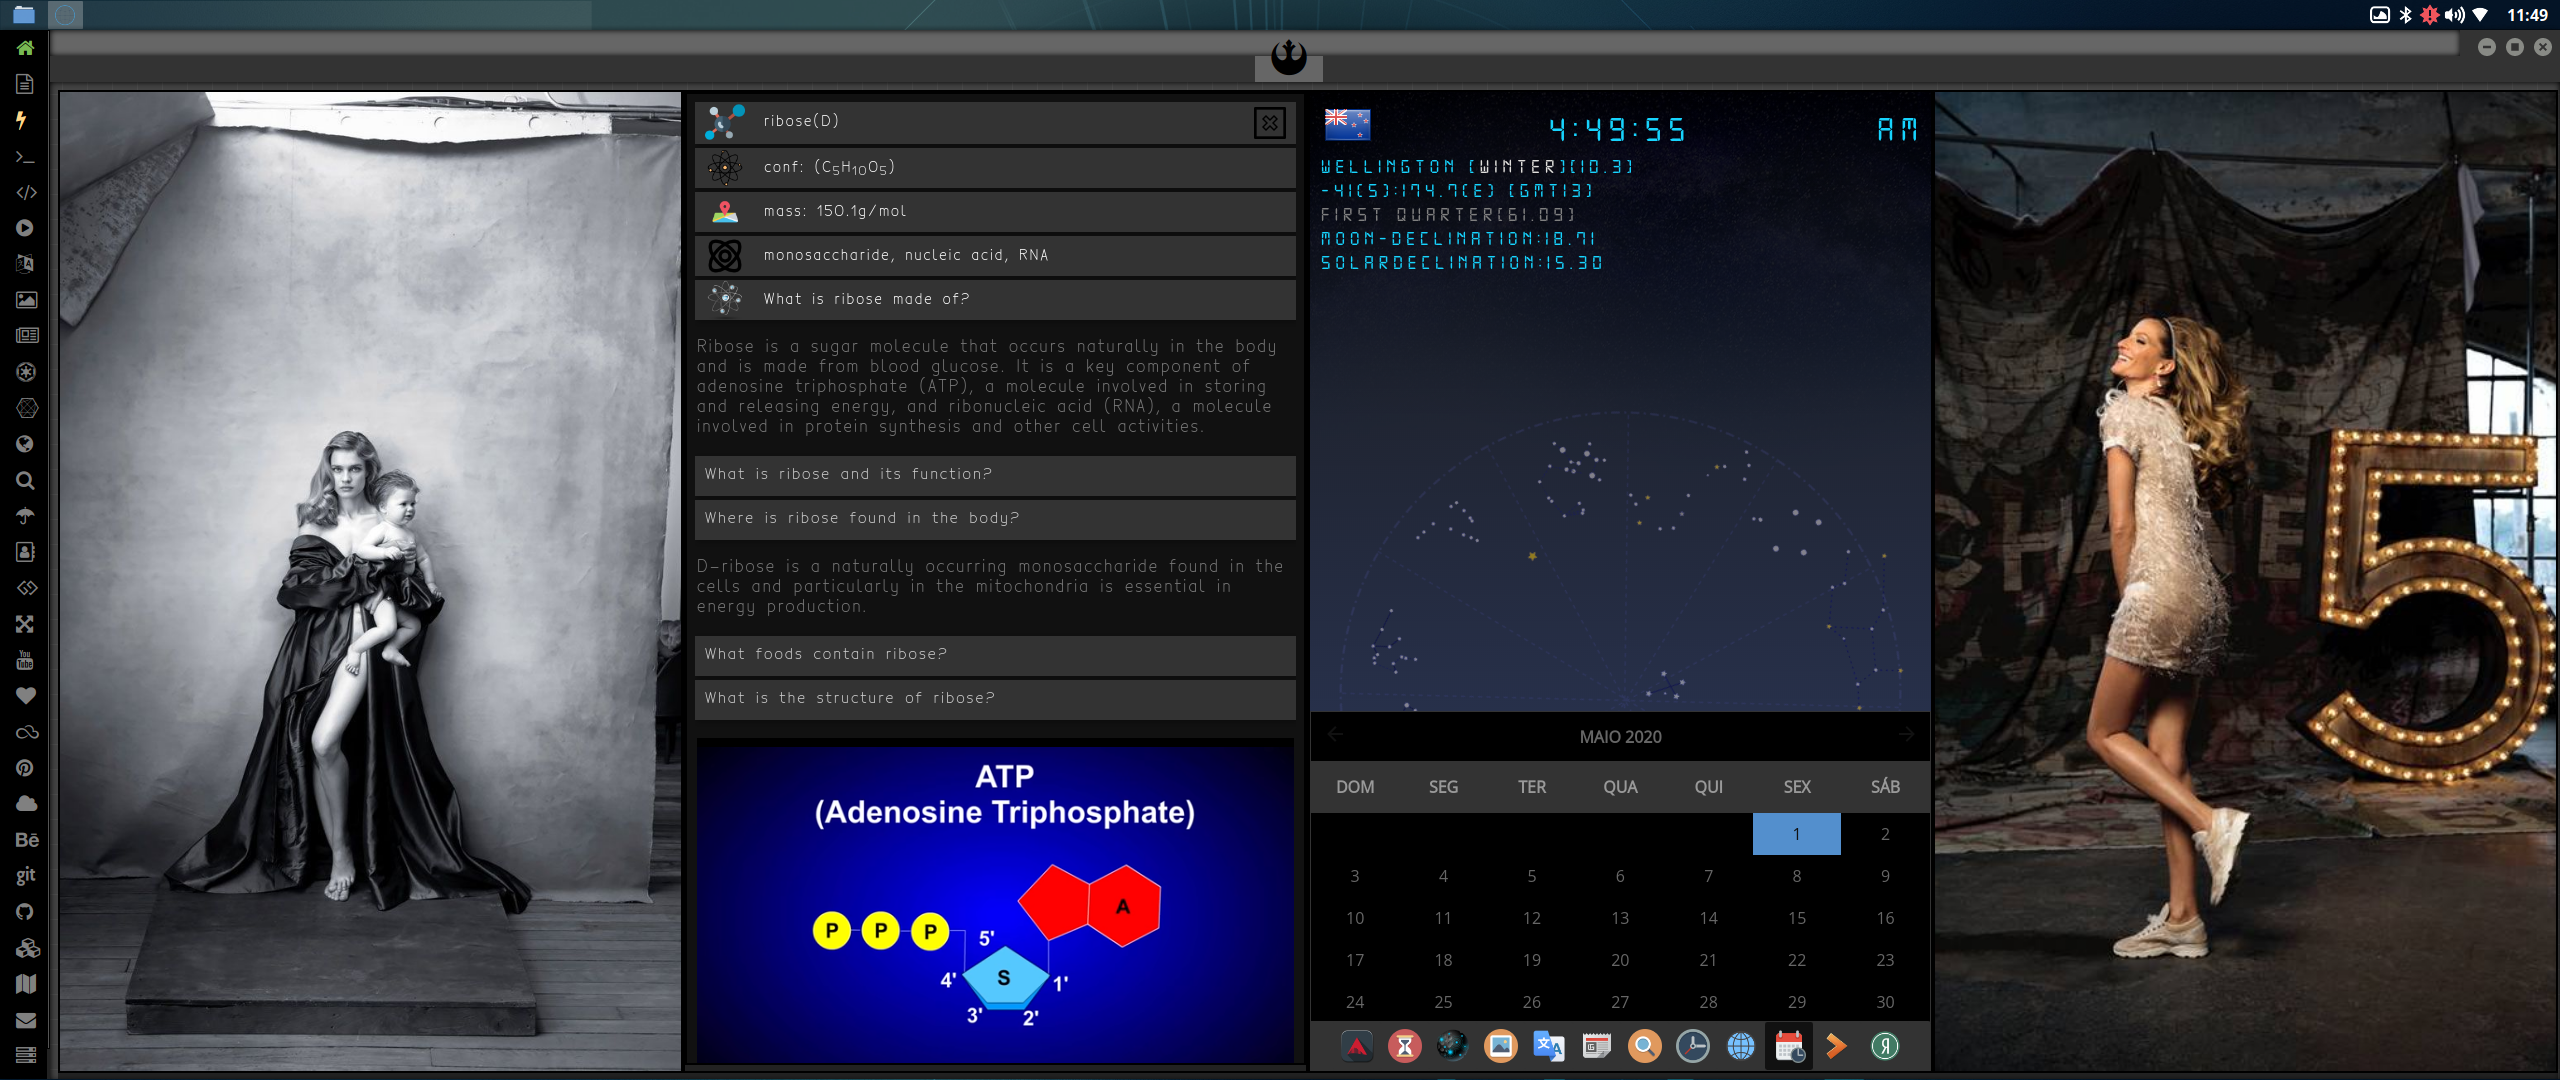 11:49
ribose(D)
conf: (C₅H₁₀O₅)
mass: 150.1g/mol
monosaccharide, nucleic acid, RNA
What is ribose made of?
Ribose is a sugar molecule that occurs naturally in the body
and is made from blood glucose. It is a key component of
adenosine triphosphate (ATP), a molecule involved in storing
and releasing energy, and ribonucleic acid (RNA), a molecule
involved in protein synthesis and other cell activities.
What is ribose and its function?
Where is ribose found in the body?
D-ribose is a naturally occurring monosaccharide found in the
cells and particularly in the mitochondria is essential in
energy production.
What foods contain ribose?
What is the structure of ribose?
ATP
(Adenosine Triphosphate)
A
P P P
5'
4' S 1'
3' 2'
4:49:55 AM
WELLINGTON [WINTER][10.3]
-41(S):174.7(E) [GMT13]
FIRST QUARTER[61.09]
MOON-DECLINATION:18.71
SOLARDECLINATION:15.30
MAIO 2020
DOM SEG TER QUA QUI SEX SÁB
1 2
3 4 5 6 7 8 9
10 11 12 13 14 15 16
17 18 19 20 21 22 23
24 25 26 27 28 29 30
5
You
Tube
Bē
git